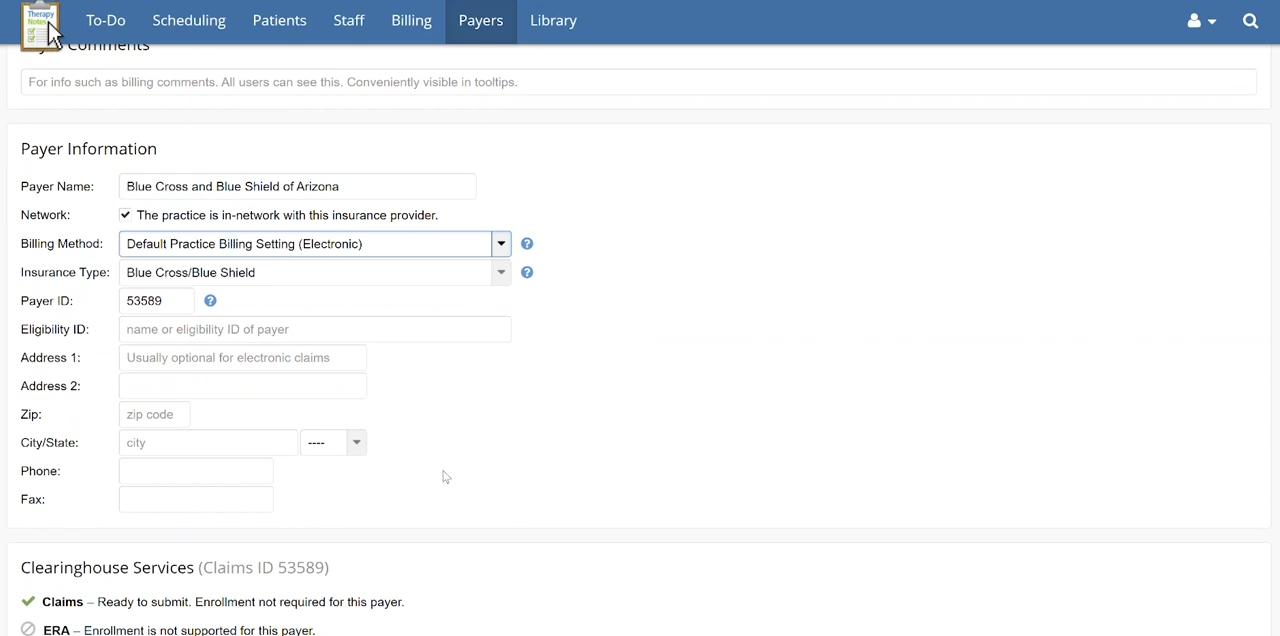 Therapy
Notes
To-Do Scheduling Patients Staff Billing Payers Library
Comments
For info such as billing comments. All users can see this. Conveniently visible in tooltips.
Payer Information
Payer Name: Blue Cross and Blue Shield of Arizona
Network: The practice is in-network with this insurance provider.
Billing Method: Default Practice Billing Setting (Electronic) ?
Insurance Type: Blue Cross/Blue Shield ?
Payer ID: 53589 ?
Eligibility ID: name or eligibility ID of payer
Address 1: Usually optional for electronic claims
Address 2:
Zip: zip code
City/State: city ----
Phone:
Fax:
Clearinghouse Services (Claims ID 53589)
Claims – Ready to submit. Enrollment not required for this payer.
ERA – Enrollment is not supported for this payer.